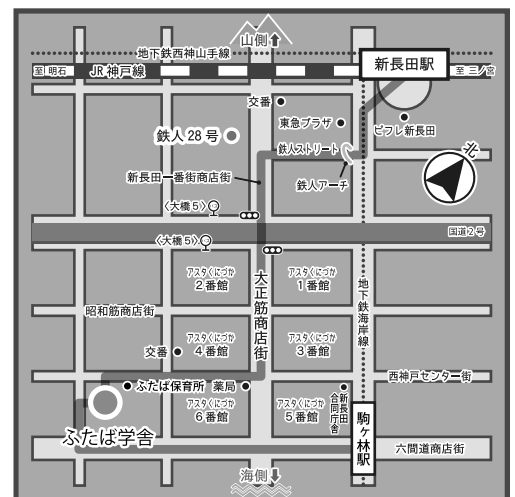 山側
地下鉄西神山手線
新長田駅
至 明石
JR神戸線
至 三ノ宮
交番
東急プラザ
ピフレ新長田
鉄人28号
鉄人ストリート
北
新長田一番街商店街
鉄人アーチ
〈大橋5〉
国道2号
〈大橋5〉
アスタくにづか
2番館
アスタくにづか
1番館
大正筋商店街
地下鉄海岸線
昭和筋商店街
交番
アスタくにづか
4番館
アスタくにづか
3番館
西神戸センター街
ふたば保育所
薬局
アスタくにづか
6番館
アスタくにづか
5番館
新長田
合同庁舎
ふたば学舎
駒ヶ林駅
六間道商店街
海側